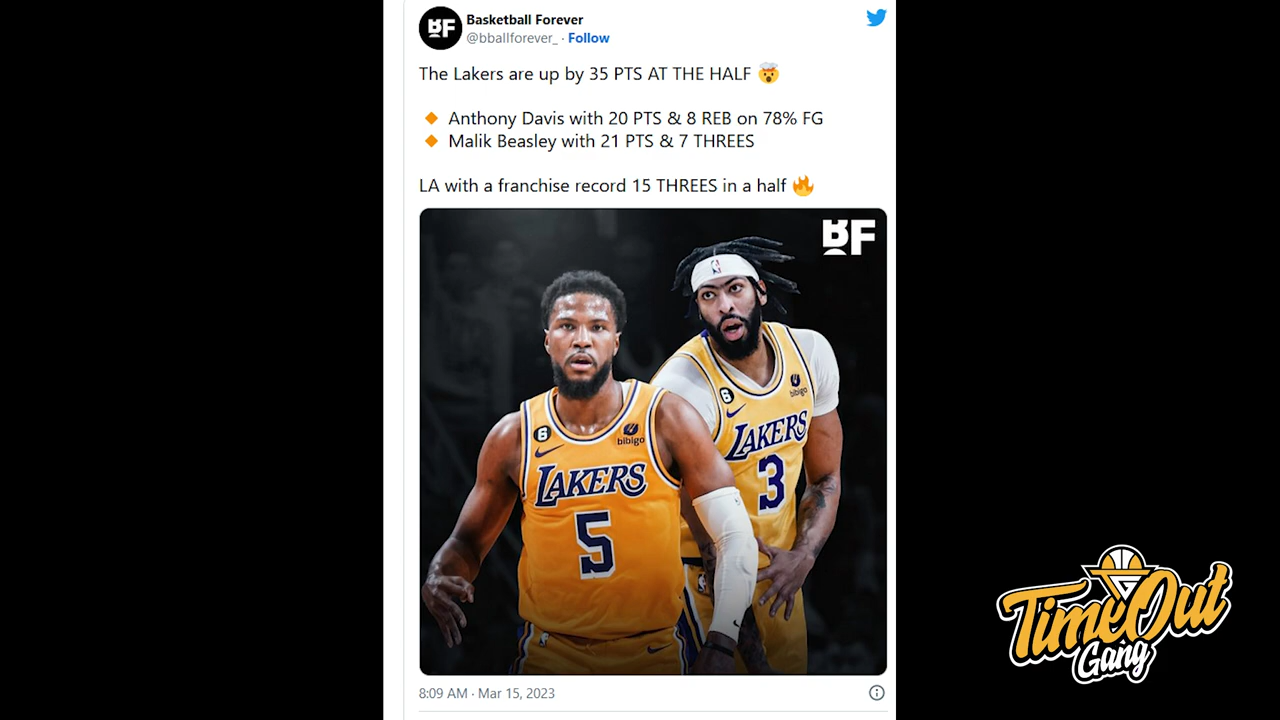 BF
Basketball Forever
@bballforever_ · Follow
The Lakers are up by 35 PTS AT THE HALF 🤯
🔸 Anthony Davis with 20 PTS & 8 REB on 78% FG
🔸 Malik Beasley with 21 PTS & 7 THREES
LA with a franchise record 15 THREES in a half 🔥
BF
6
bibigo
LAKERS
5
6
bibigo
LAKERS
3
8:09 AM · Mar 15, 2023
TimeOut
Gang